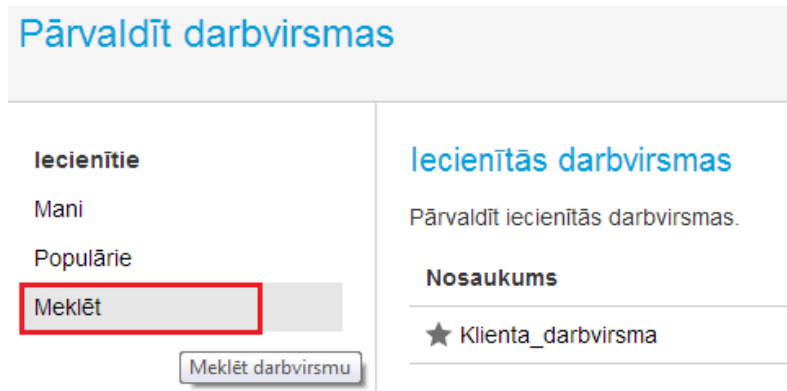 Pārvaldīt darbvirsmas
Iecienītie
Mani
Populārie
Meklēt
Meklēt darbvirsmu
Iecienītās darbvirsmas
Pārvaldīt iecienītās darbvirsmas.
Nosaukums
Klienta_darbvirsma